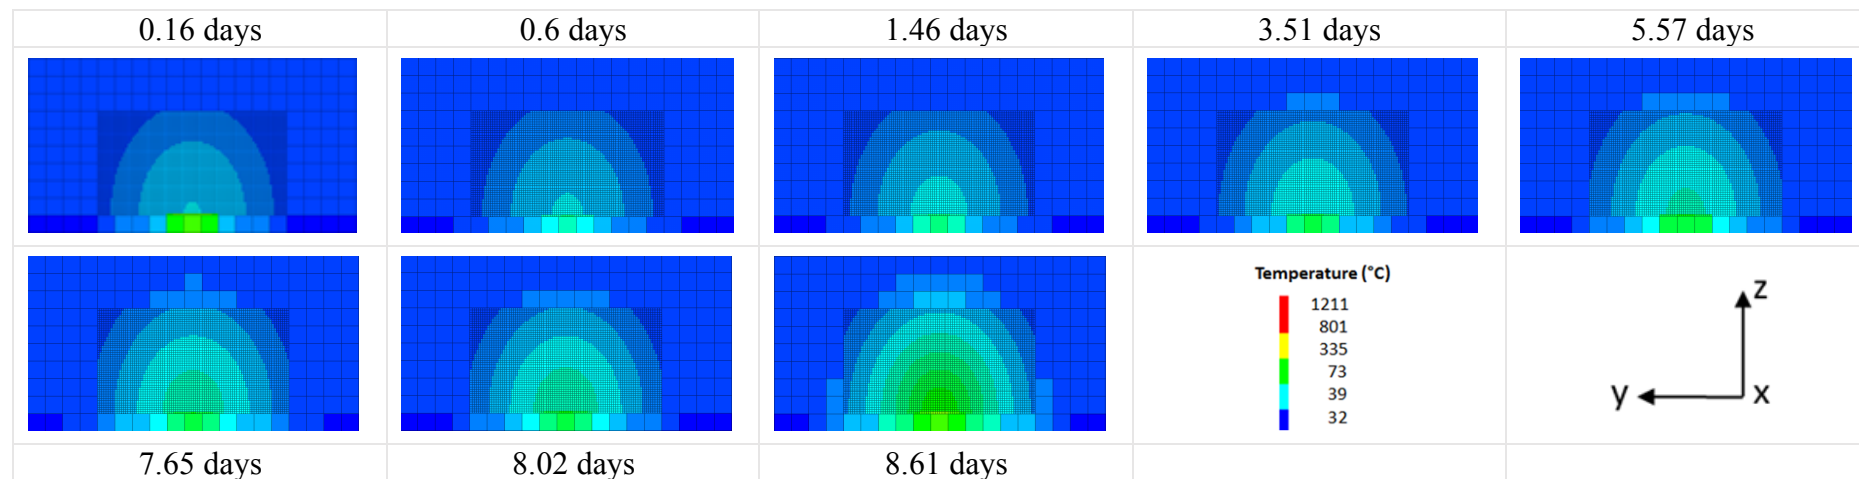 0.16 days
0.6 days
1.46 days
3.51 days
5.57 days
Temperature (°C)
1211
801
335
73
39
32
z
y
x
7.65 days
8.02 days
8.61 days